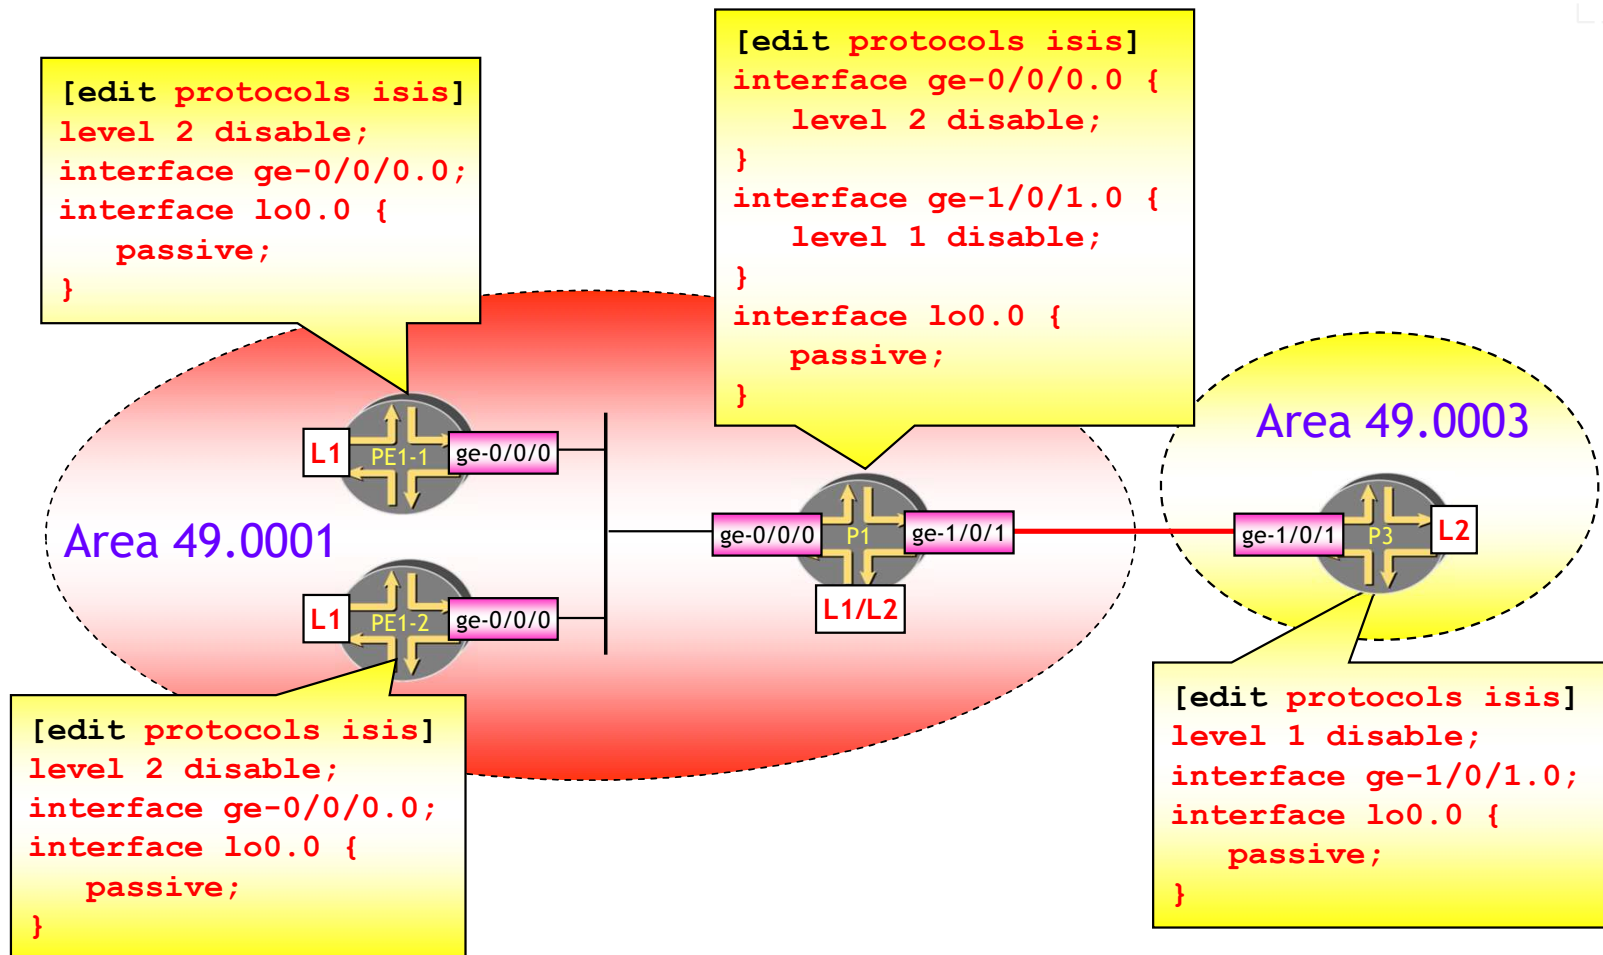 [edit protocols isis]
level 2 disable;
interface ge-0/0/0.0;
interface lo0.0 {
   passive;
}
[edit protocols isis]
interface ge-0/0/0.0 {
   level 2 disable;
}
interface ge-1/0/1.0 {
   level 1 disable;
}
interface lo0.0 {
   passive;
}
Area 49.0003
L1
PE1-1
ge-0/0/0
Area 49.0001
ge-0/0/0
P1
ge-1/0/1
L1/L2
ge-1/0/1
P3
L2
L1
PE1-2
ge-0/0/0
[edit protocols isis]
level 2 disable;
interface ge-0/0/0.0;
interface lo0.0 {
   passive;
}
[edit protocols isis]
level 1 disable;
interface ge-1/0/1.0;
interface lo0.0 {
   passive;
}